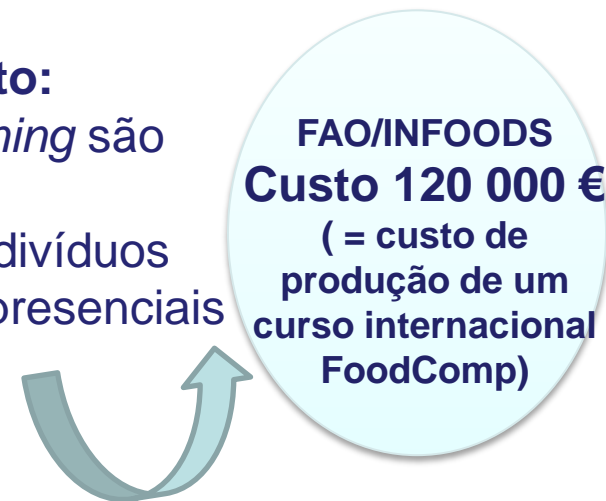 to:
ning são
divíduos
presenciais
FAO/INFOODS
Custo 120 000 €
( = custo de
produção de um
curso internacional
FoodComp)